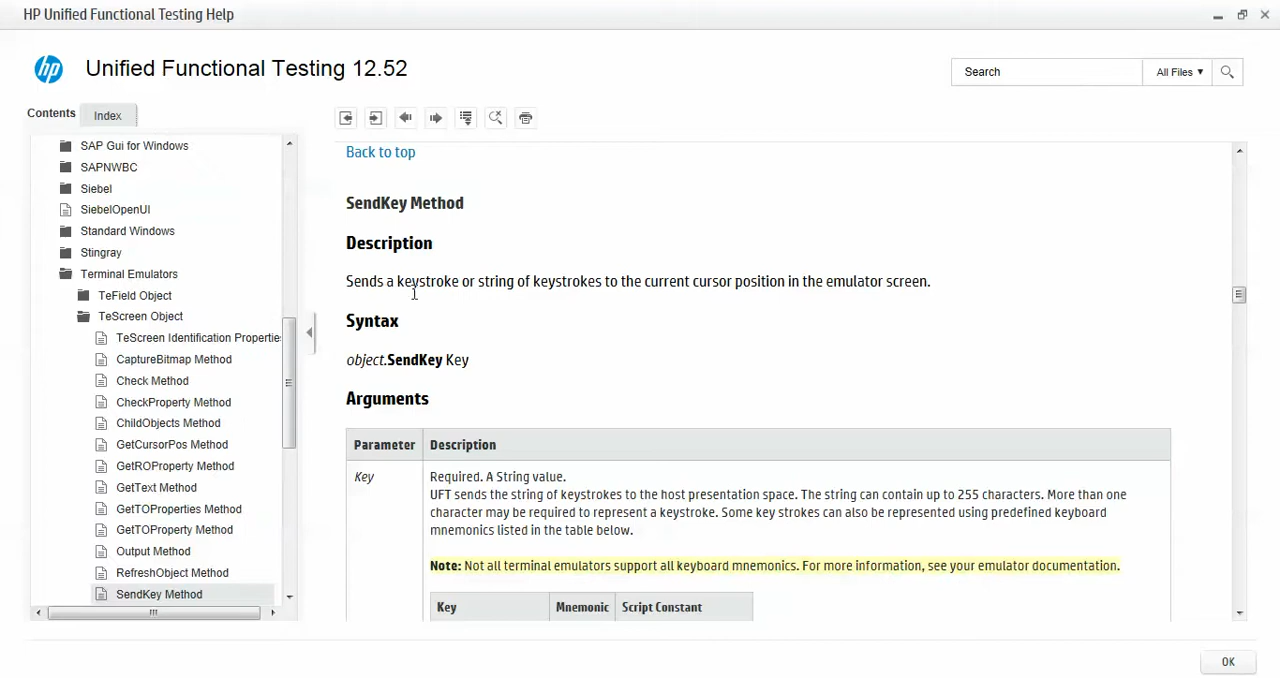 HP Unified Functional Testing Help
hp
Unified Functional Testing 12.52
Search
All Files
Contents
Index
SAP Gui for Windows
SAPNWBC
Siebel
SiebelOpenUI
Standard Windows
Stingray
Terminal Emulators
TeField Object
TeScreen Object
TeScreen Identification Propertie
CaptureBitmap Method
Check Method
CheckProperty Method
ChildObjects Method
GetCursorPos Method
GetROProperty Method
GetText Method
GetTOProperties Method
GetTOProperty Method
Output Method
RefreshObject Method
SendKey Method
Back to top
SendKey Method
Description
Sends a keystroke or string of keystrokes to the current cursor position in the emulator screen.
Syntax
object.SendKey Key
Arguments
Parameter Description
Key Required. A String value.
UFT sends the string of keystrokes to the host presentation space. The string can contain up to 255 characters. More than one
character may be required to represent a keystroke. Some key strokes can also be represented using predefined keyboard
mnemonics listed in the table below.
Note: Not all terminal emulators support all keyboard mnemonics. For more information, see your emulator documentation.
Key Mnemonic Script Constant
OK